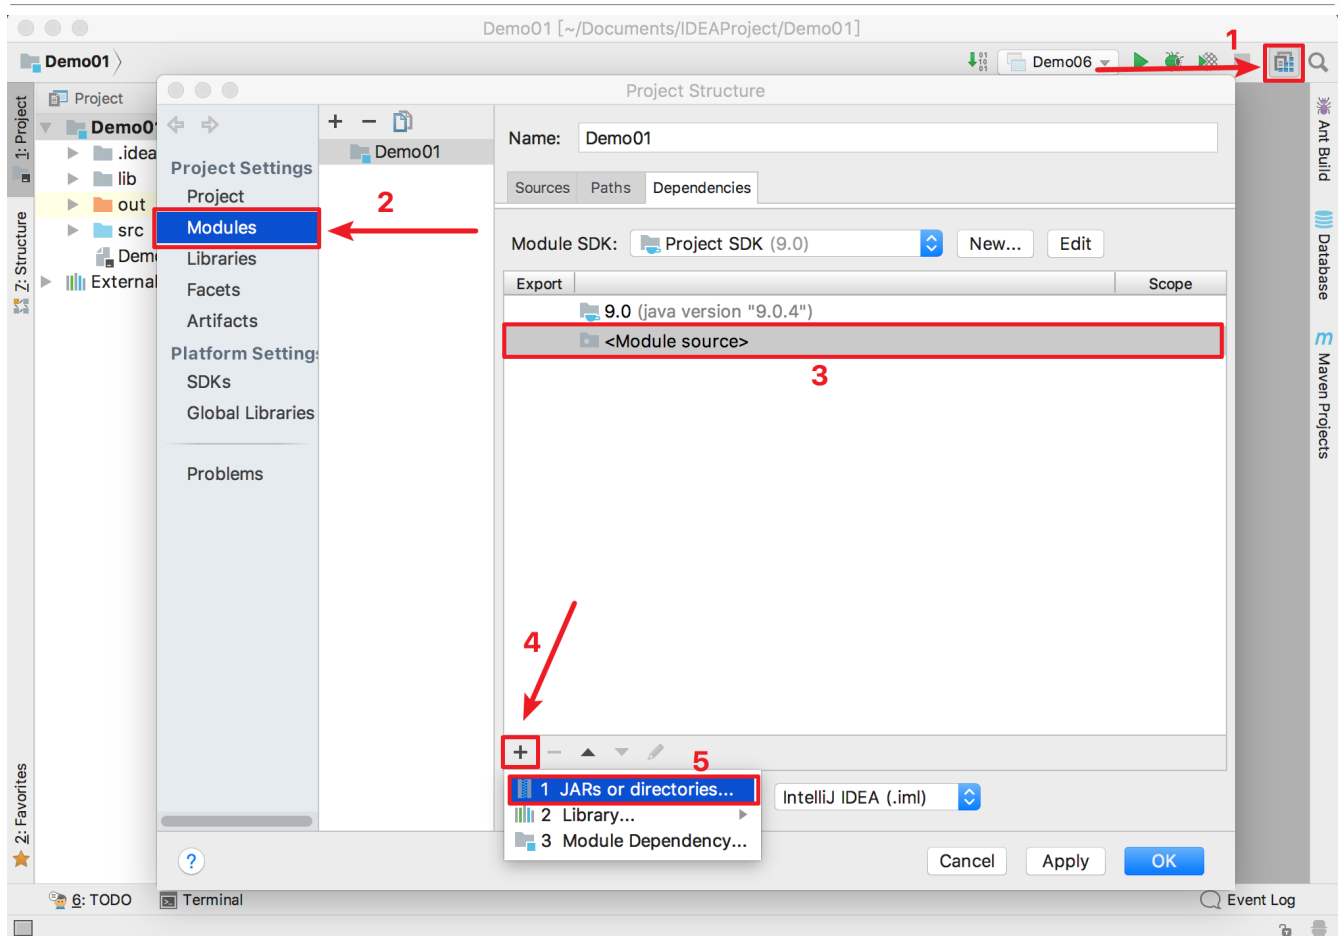 Demo01 [~/Documents/IDEAProject/Demo01]
1
Demo01
Demo06
Project
Project Structure
Demo01
.idea
lib
out
src
External
Project Settings
Project
Modules
Libraries
Facets
Artifacts
Platform Settings
SDKs
Global Libraries
Problems
Demo01
2
Name: Demo01
Sources Paths Dependencies
Module SDK: Project SDK (9.0) New... Edit
Export Scope
9.0 (java version "9.0.4")
<Module source>
3
4
5
1 JARs or directories...
2 Library...
3 Module Dependency...
IntelliJ IDEA (.iml)
? Cancel Apply OK
1: Project
Z: Structure
2: Favorites
Ant Build
Database
m Maven Projects
6: TODO Terminal Event Log